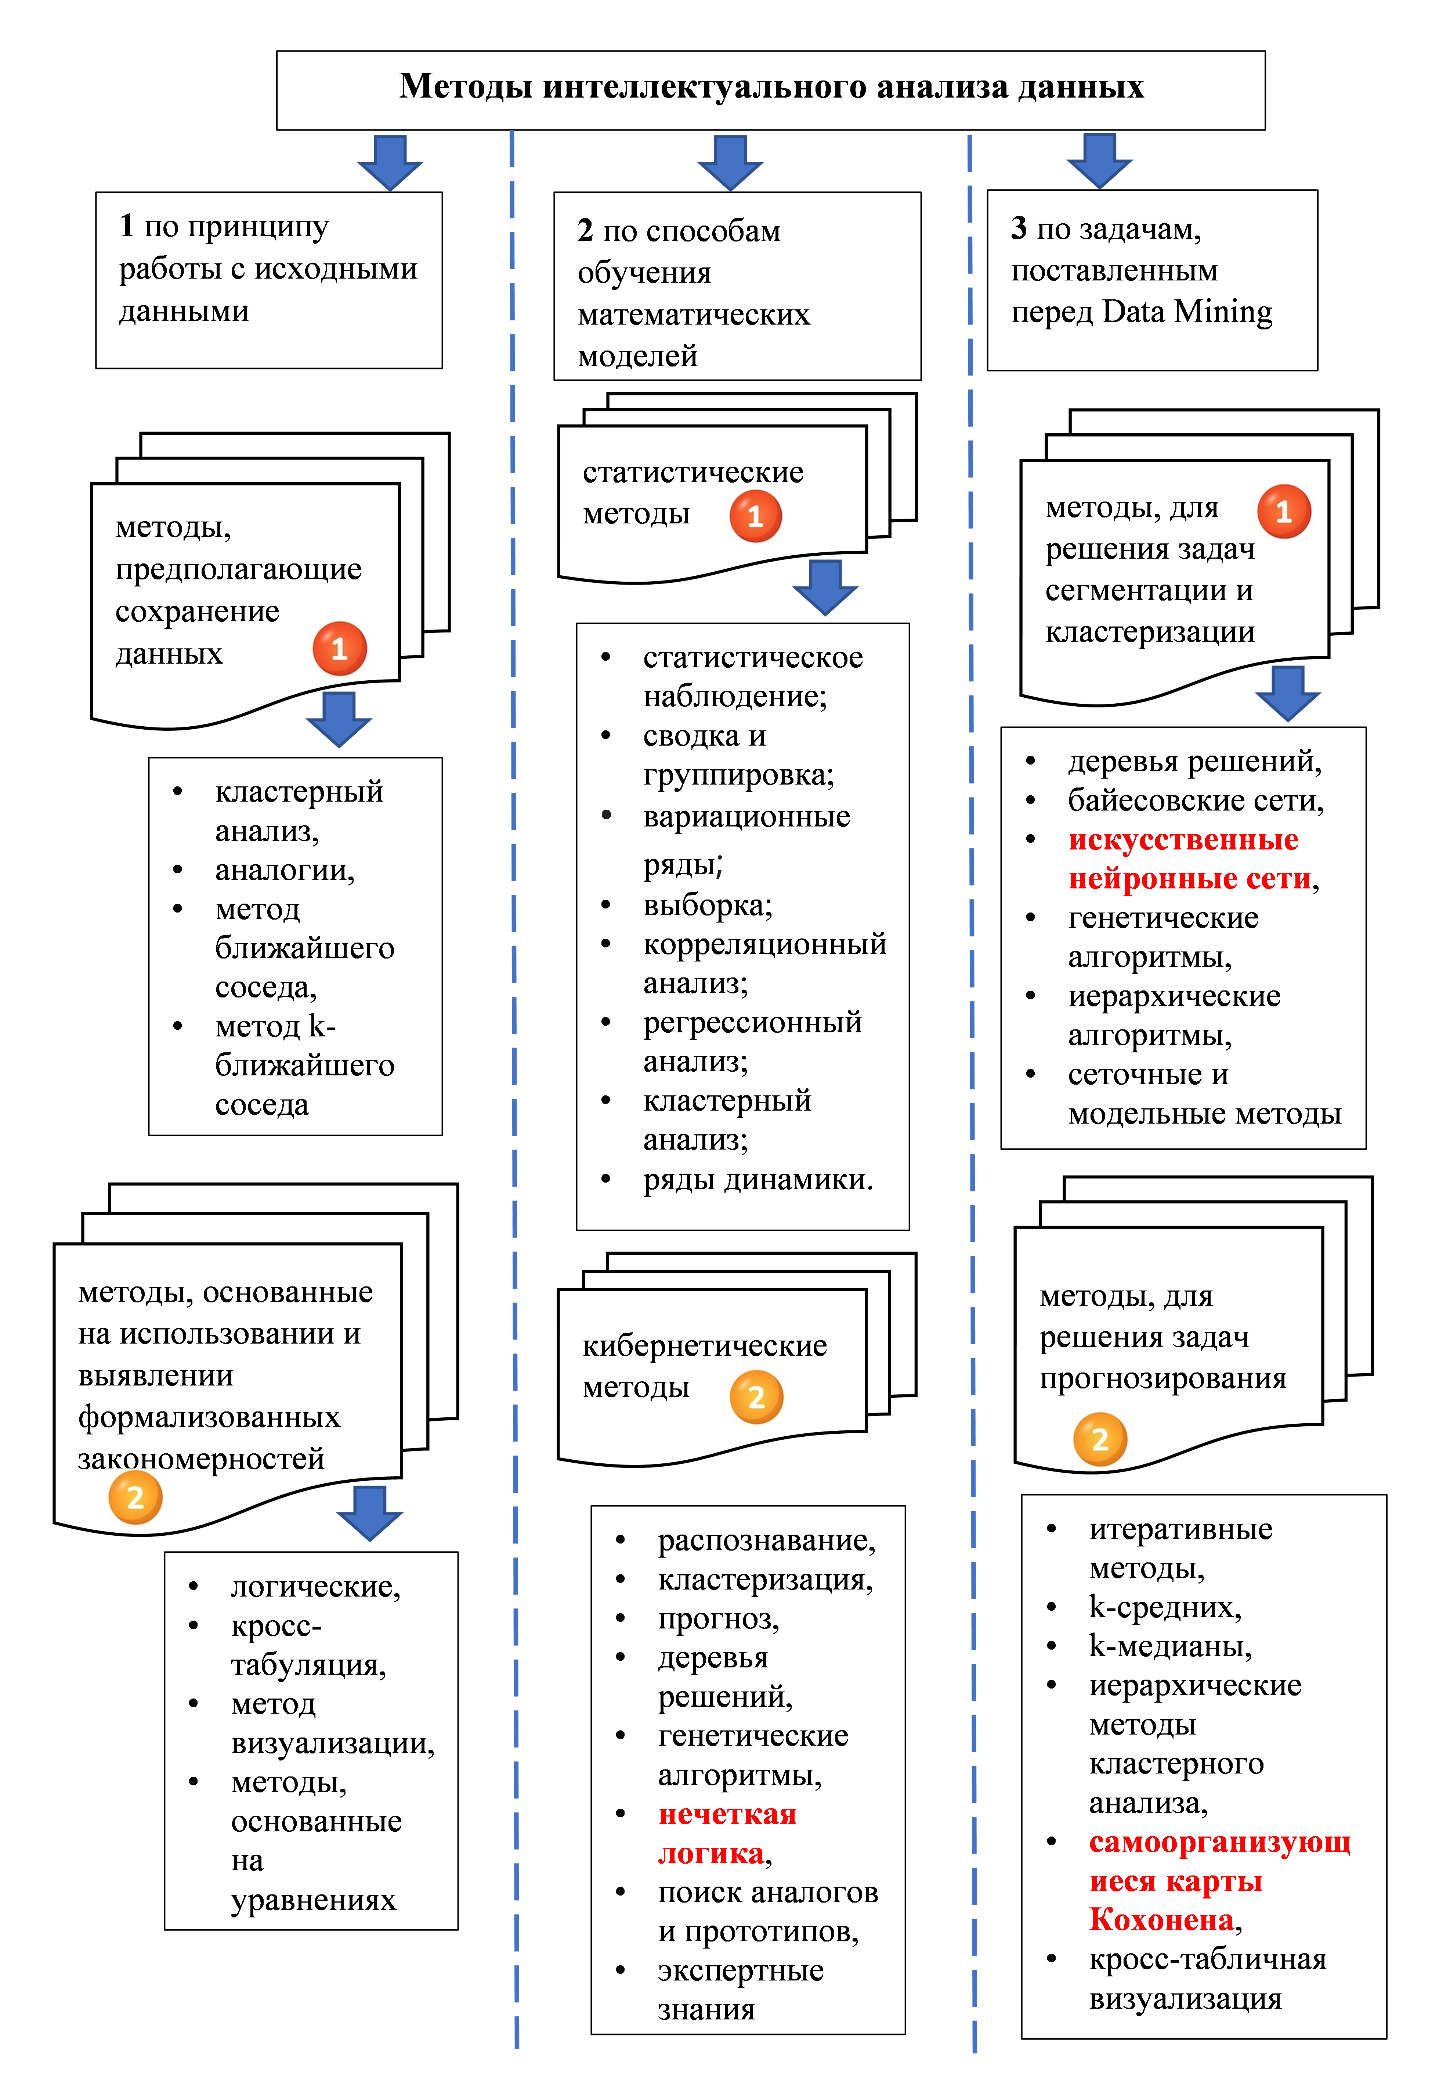 Методы интеллектуального анализа данных
1 по принципу
работы с исходными
данными
методы,
предполагающие
сохранение
данных
1
• кластерный
анализ,
• аналогии,
• метод
ближайшего
соседа,
• метод k-
ближайшего
соседа
методы, основанные
на использовании и
выявлении
формализованных
закономерностей
2
• логические,
• кросс-
табуляция,
• метод
визуализации,
• методы,
основанные
на
уравнениях
2 по способам
обучения
математических
моделей
статистические
методы
1
• статистическое
наблюдение;
• сводка и
группировка;
• вариационные
ряды;
• выборка;
• корреляционный
анализ;
• регрессионный
анализ;
• кластерный
анализ;
• ряды динамики.
кибернетические
методы
2
• распознавание,
• кластеризация,
• прогноз,
• деревья
решений,
• генетические
алгоритмы,
• нечеткая
логика,
• поиск аналогов
и прототипов,
• экспертные
знания
3 по задачам,
поставленным
перед Data Mining
методы, для
решения задач
сегментации и
кластеризации
1
• деревья решений,
• байесовские сети,
• искусственные
нейронные сети,
• генетические
алгоритмы,
• иерархические
алгоритмы,
• сеточные и
модельные методы
методы, для
решения задач
прогнозирования
2
• итеративные
методы,
• k-средних,
• k-медианы,
• иерархические
методы
кластерного
анализа,
• самоорганизующ
иеся карты
Кохонена,
• кросс-табличная
визуализация